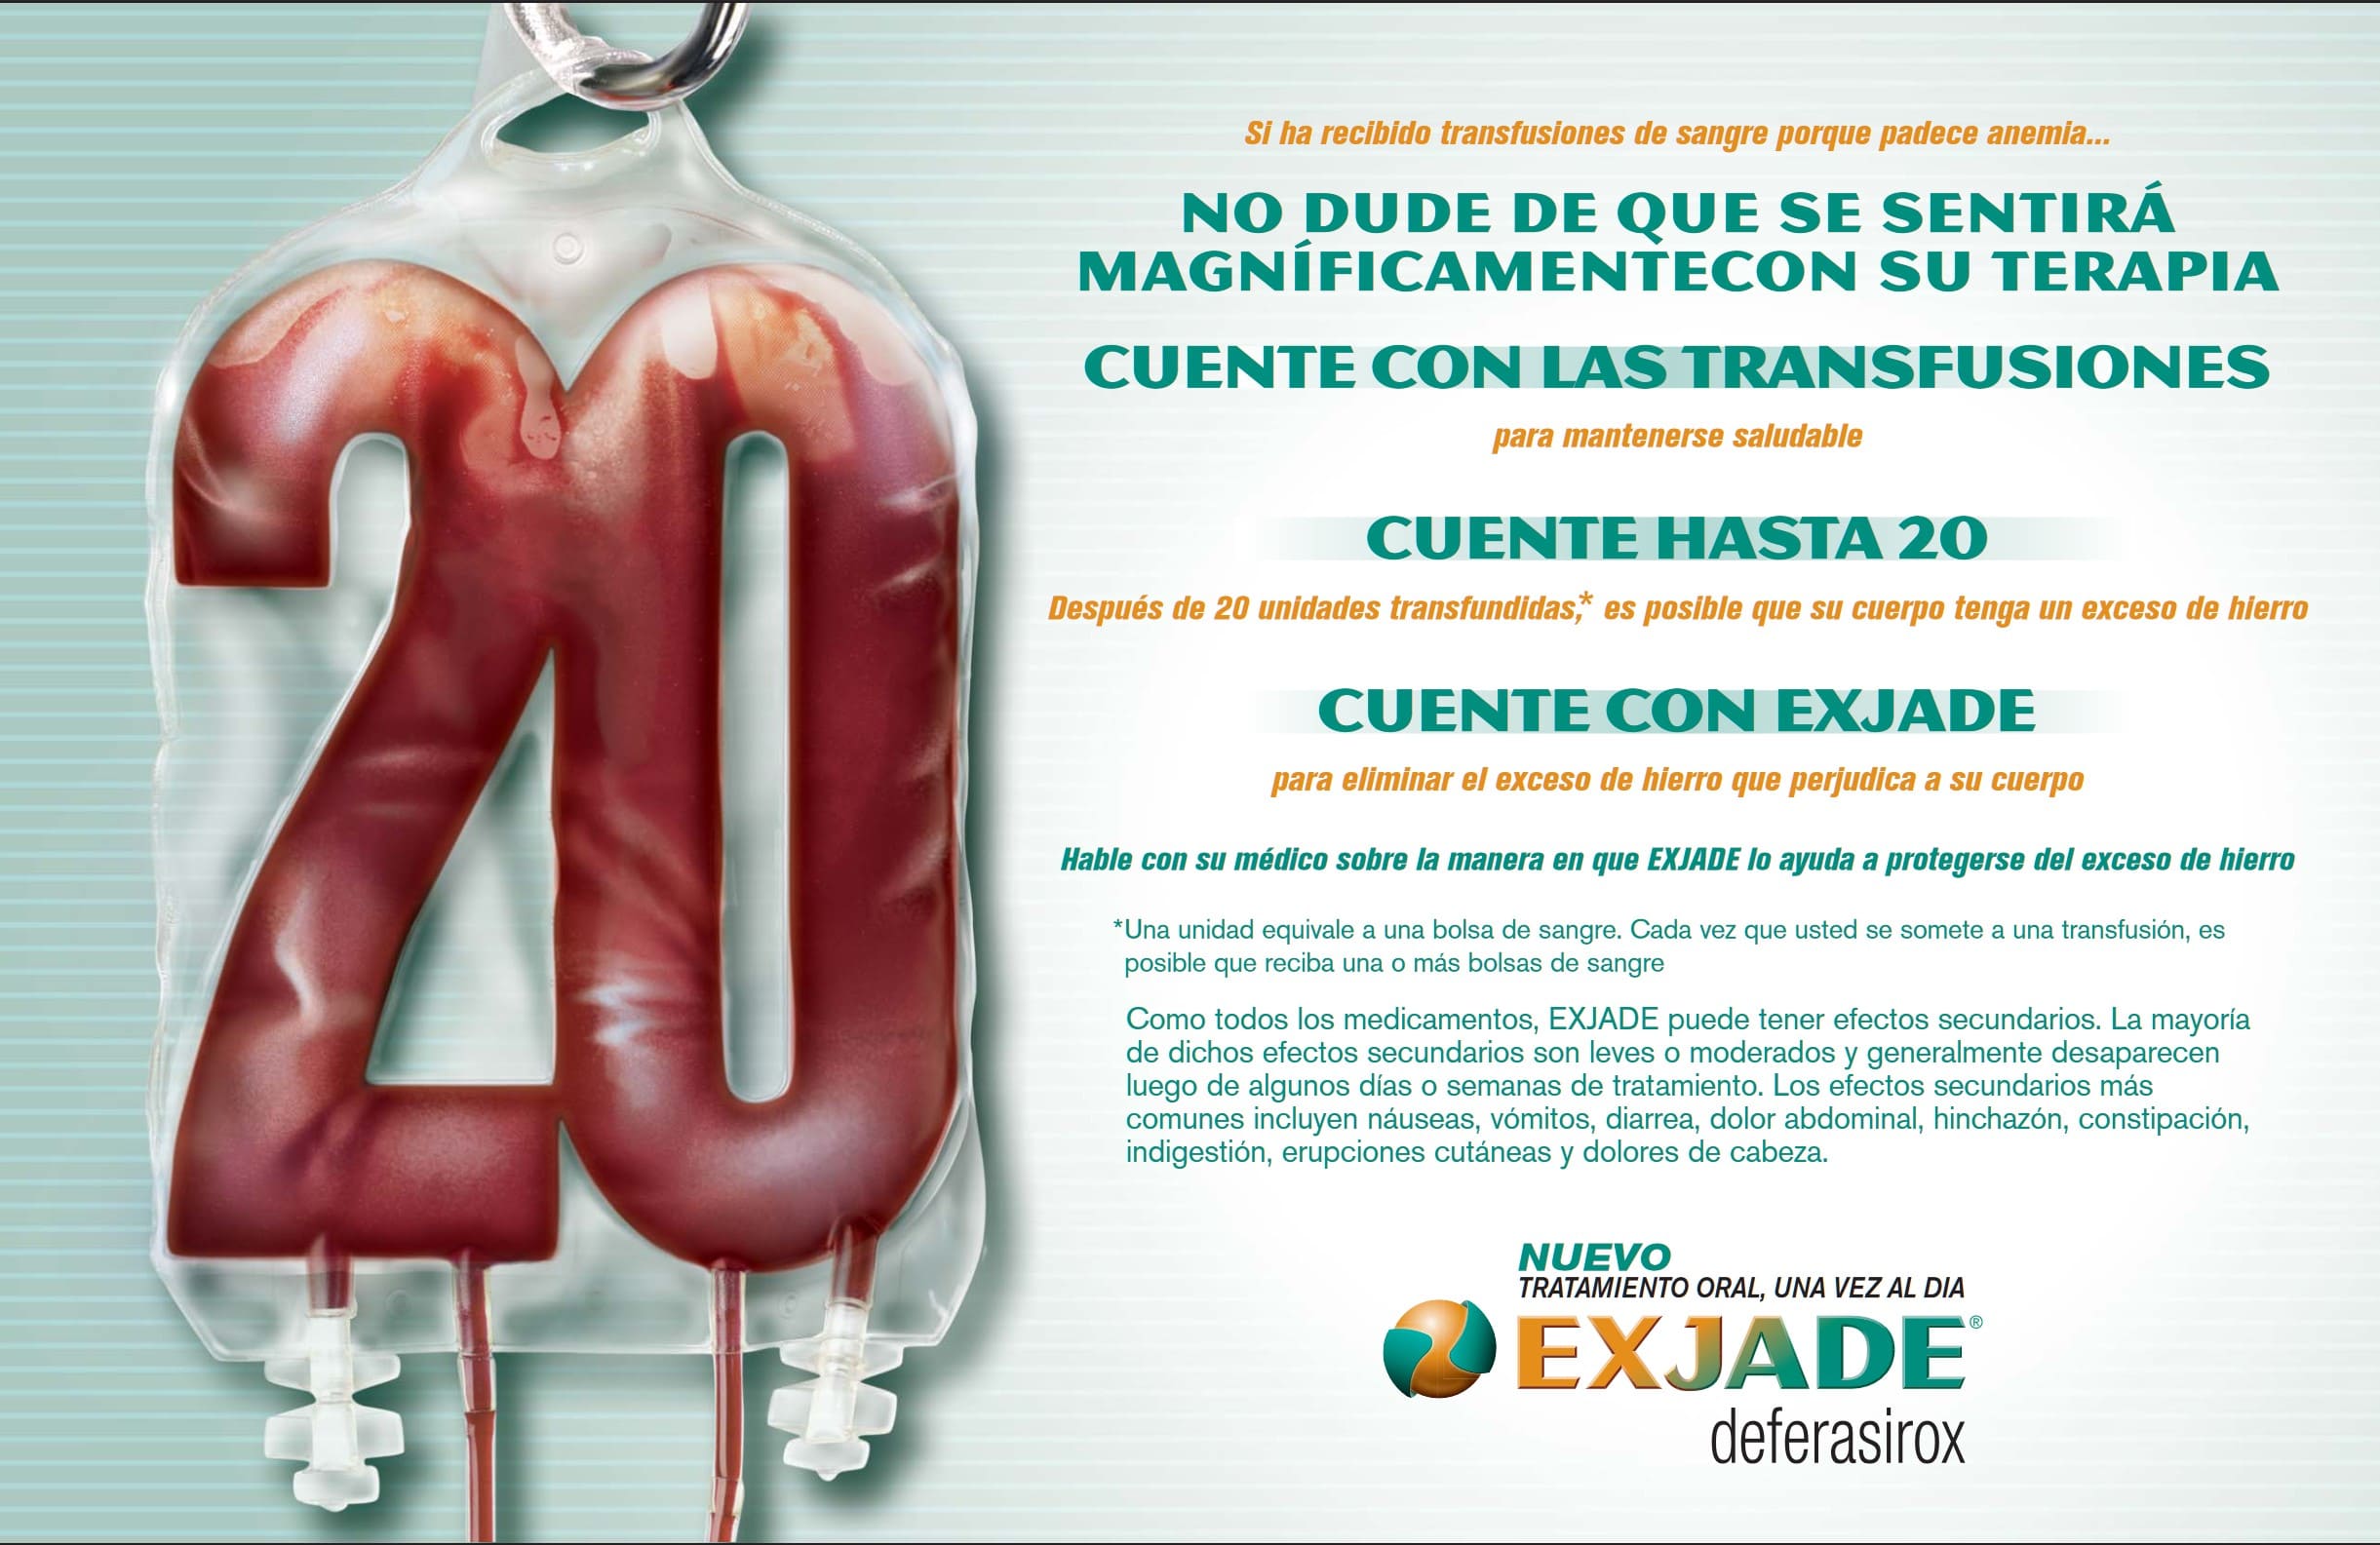 Si ha recibido transfusiones de sangre porque padece anemia...
NO DUDE DE QUE SE SENTIRÁ
MAGNÍFICAMENTECON SU TERAPIA
CUENTE CON LAS TRANSFUSIONES
para mantenerse saludable
CUENTE HASTA 20
Después de 20 unidades transfundidas,* es posible que su cuerpo tenga un exceso de hierro
CUENTE CON EXJADE
para eliminar el exceso de hierro que perjudica a su cuerpo
Hable con su médico sobre la manera en que EXJADE lo ayuda a protegerse del exceso de hierro
*Una unidad equivale a una bolsa de sangre. Cada vez que usted se somete a una transfusión, es
posible que reciba una o más bolsas de sangre
Como todos los medicamentos, EXJADE puede tener efectos secundarios. La mayoría
de dichos efectos secundarios son leves o moderados y generalmente desaparecen
luego de algunos días o semanas de tratamiento. Los efectos secundarios más
comunes incluyen náuseas, vómitos, diarrea, dolor abdominal, hinchazón, constipación,
indigestión, erupciones cutáneas y dolores de cabeza.
NUEVO
TRATAMIENTO ORAL, UNA VEZ AL DIA
EXJADE®
deferasirox
20